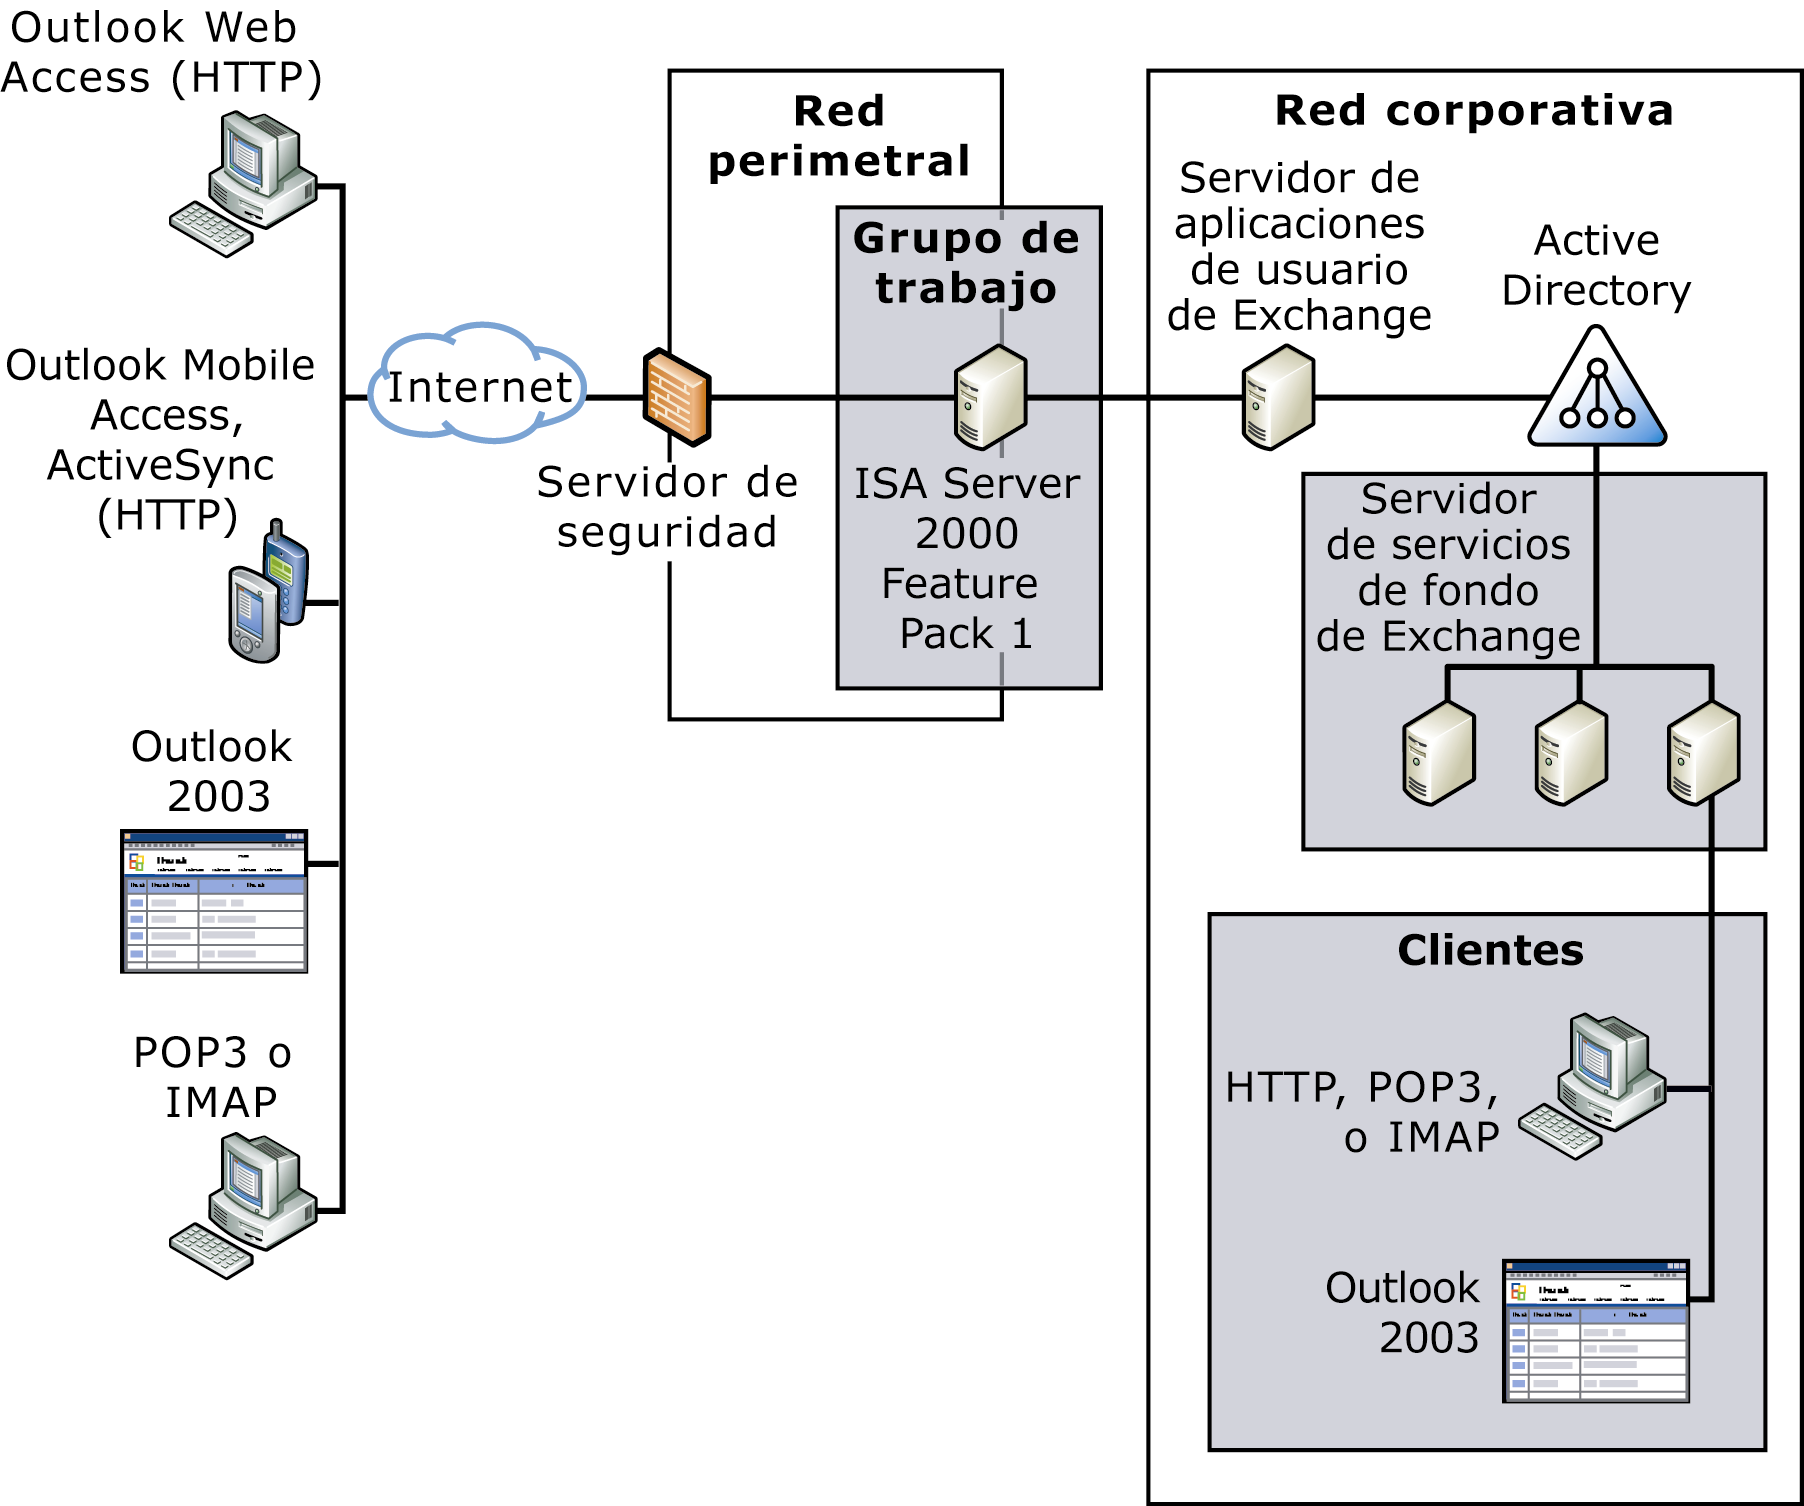 Outlook Web
Access (HTTP)
Outlook Mobile
Access,
ActiveSync
(HTTP)
Outlook
2003
POP3 o
IMAP
Internet
Servidor de
seguridad
Red
perimetral
Grupo de
trabajo
ISA Server
2000
Feature
Pack 1
Red corporativa
Servidor de
aplicaciones
de usuario
de Exchange
Active
Directory
Servidor
de servicios
de fondo
de Exchange
Clientes
HTTP, POP3,
o IMAP
Outlook
2003